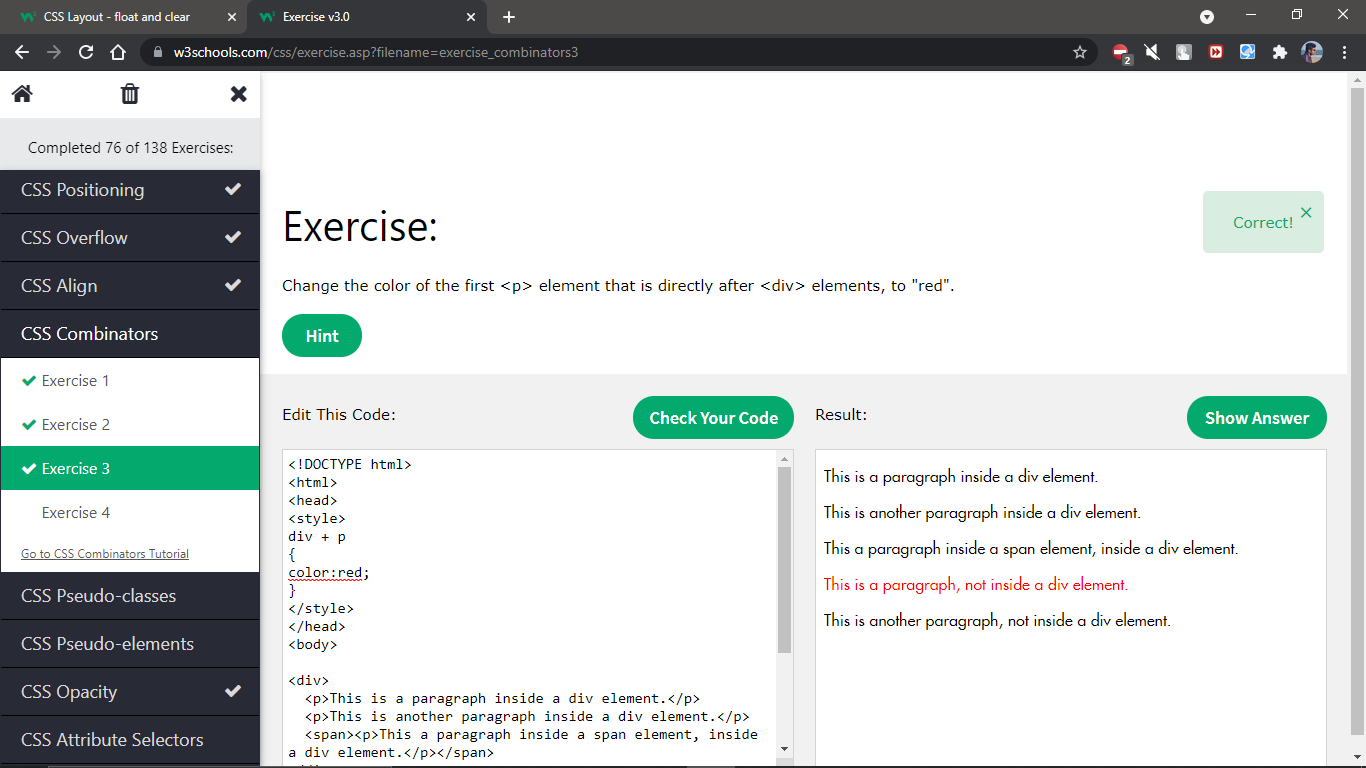 CSS Layout - float and clear
Exercise v3.0
w3schools.com/css/exercise.asp?filename=exercise_combinators3
2
Completed 76 of 138 Exercises:
CSS Positioning
CSS Overflow
CSS Align
CSS Combinators
Exercise 1
Exercise 2
Exercise 3
Exercise 4
Go to CSS Combinators Tutorial
CSS Pseudo-classes
CSS Pseudo-elements
CSS Opacity
CSS Attribute Selectors
Exercise:
Correct!
Change the color of the first <p> element that is directly after <div> elements, to "red".
Hint
Edit This Code:
Check Your Code
<!DOCTYPE html>
<html>
<head>
<style>
div + p
{
color:red;
}
</style>
</head>
<body>
<div>
<p>This is a paragraph inside a div element.</p>
<p>This is another paragraph inside a div element.</p>
<span><p>This a paragraph inside a span element, inside
a div element.</p></span>
Result:
Show Answer
This is a paragraph inside a div element.
This is another paragraph inside a div element.
This a paragraph inside a span element, inside a div element.
This is a paragraph, not inside a div element.
This is another paragraph, not inside a div element.